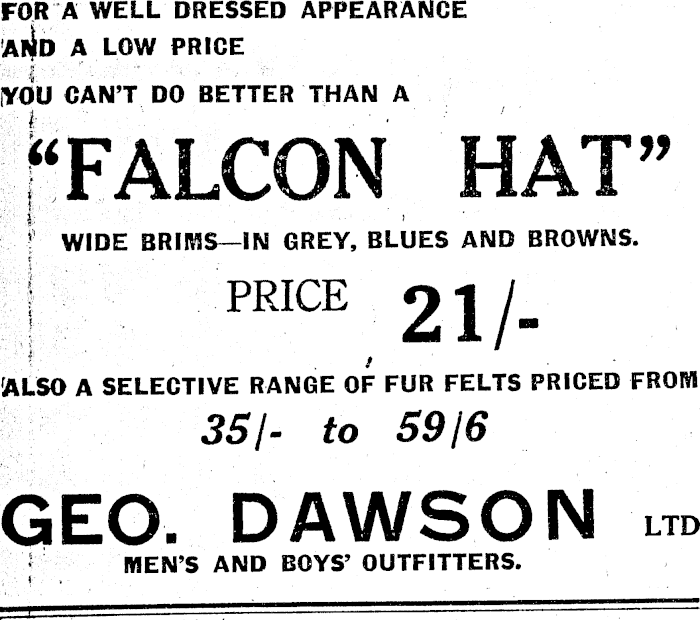 FOR A WELL DRESSED APPEARANCE
AND A LOW PRICE
YOU CAN'T DO BETTER THAN A
"FALCON HAT"
WIDE BRIMS—IN GREY, BLUES AND BROWNS.
PRICE 21/-
ALSO A SELECTIVE RANGE OF FUR FELTS PRICED FROM
35/- to 59/6
GEO. DAWSON LTD
MEN'S AND BOYS' OUTFITTERS.